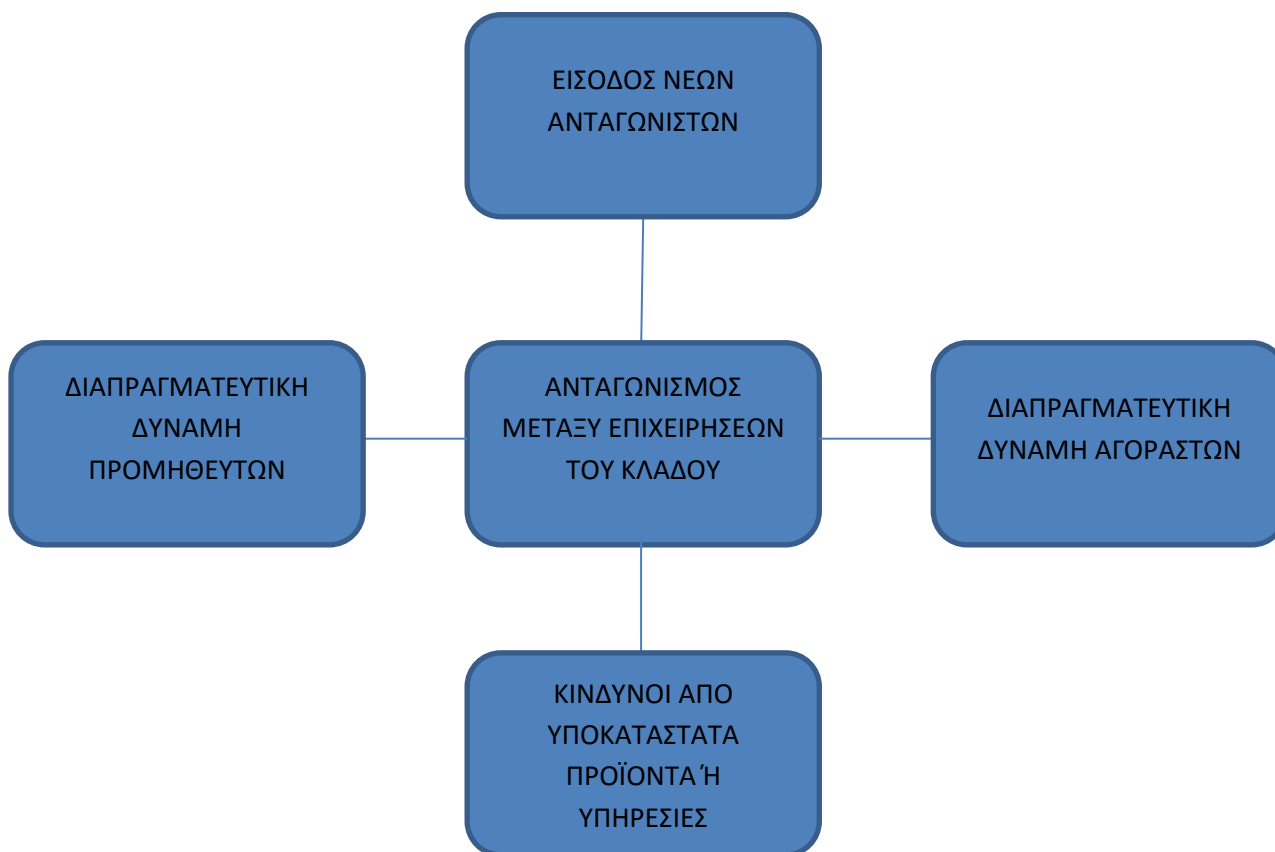 ΕΙΣΟΔΟΣ ΝΕΩΝ
ΑΝΤΑΓΩΝΙΣΤΩΝ
ΔΙΑΠΡΑΓΜΑΤΕΥΤΙΚΗ
ΔΥΝΑΜΗ
ΠΡΟΜΗΘΕΥΤΩΝ
ΑΝΤΑΓΩΝΙΣΜΟΣ
ΜΕΤΑΞΥ ΕΠΙΧΕΙΡΗΣΕΩΝ
ΤΟΥ ΚΛΑΔΟΥ
ΔΙΑΠΡΑΓΜΑΤΕΥΤΙΚΗ
ΔΥΝΑΜΗ ΑΓΟΡΑΣΤΩΝ
ΚΙΝΔΥΝΟΙ ΑΠΟ
ΥΠΟΚΑΤΑΣΤΑΤΑ
ΠΡΟΪΟΝΤΑ Ή
ΥΠΗΡΕΣΙΕΣ